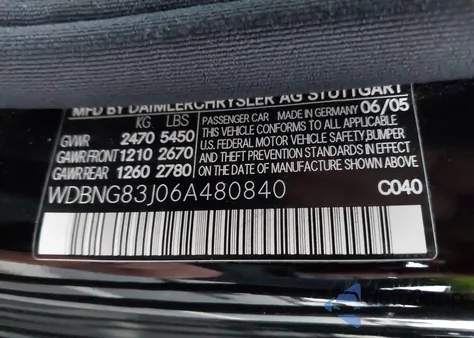 MFD BY DAIMLERCHRYSLER AG STUTTGART
KG LBS
GVWR 2470 5450
GAWR FRONT 1210 2670
GAWR REAR 1260 2780
PASSENGER CAR MADE IN GERMANY 06/05
THIS VEHICLE CONFORMS TO ALL APPLICABLE
U.S. FEDERAL MOTOR VEHICLE SAFETY, BUMPER
AND THEFT PREVENTION STANDARDS IN EFFECT
ON THE DATE OF MANUFACTURE SHOWN ABOVE
WDBNG83J06A480840
C040